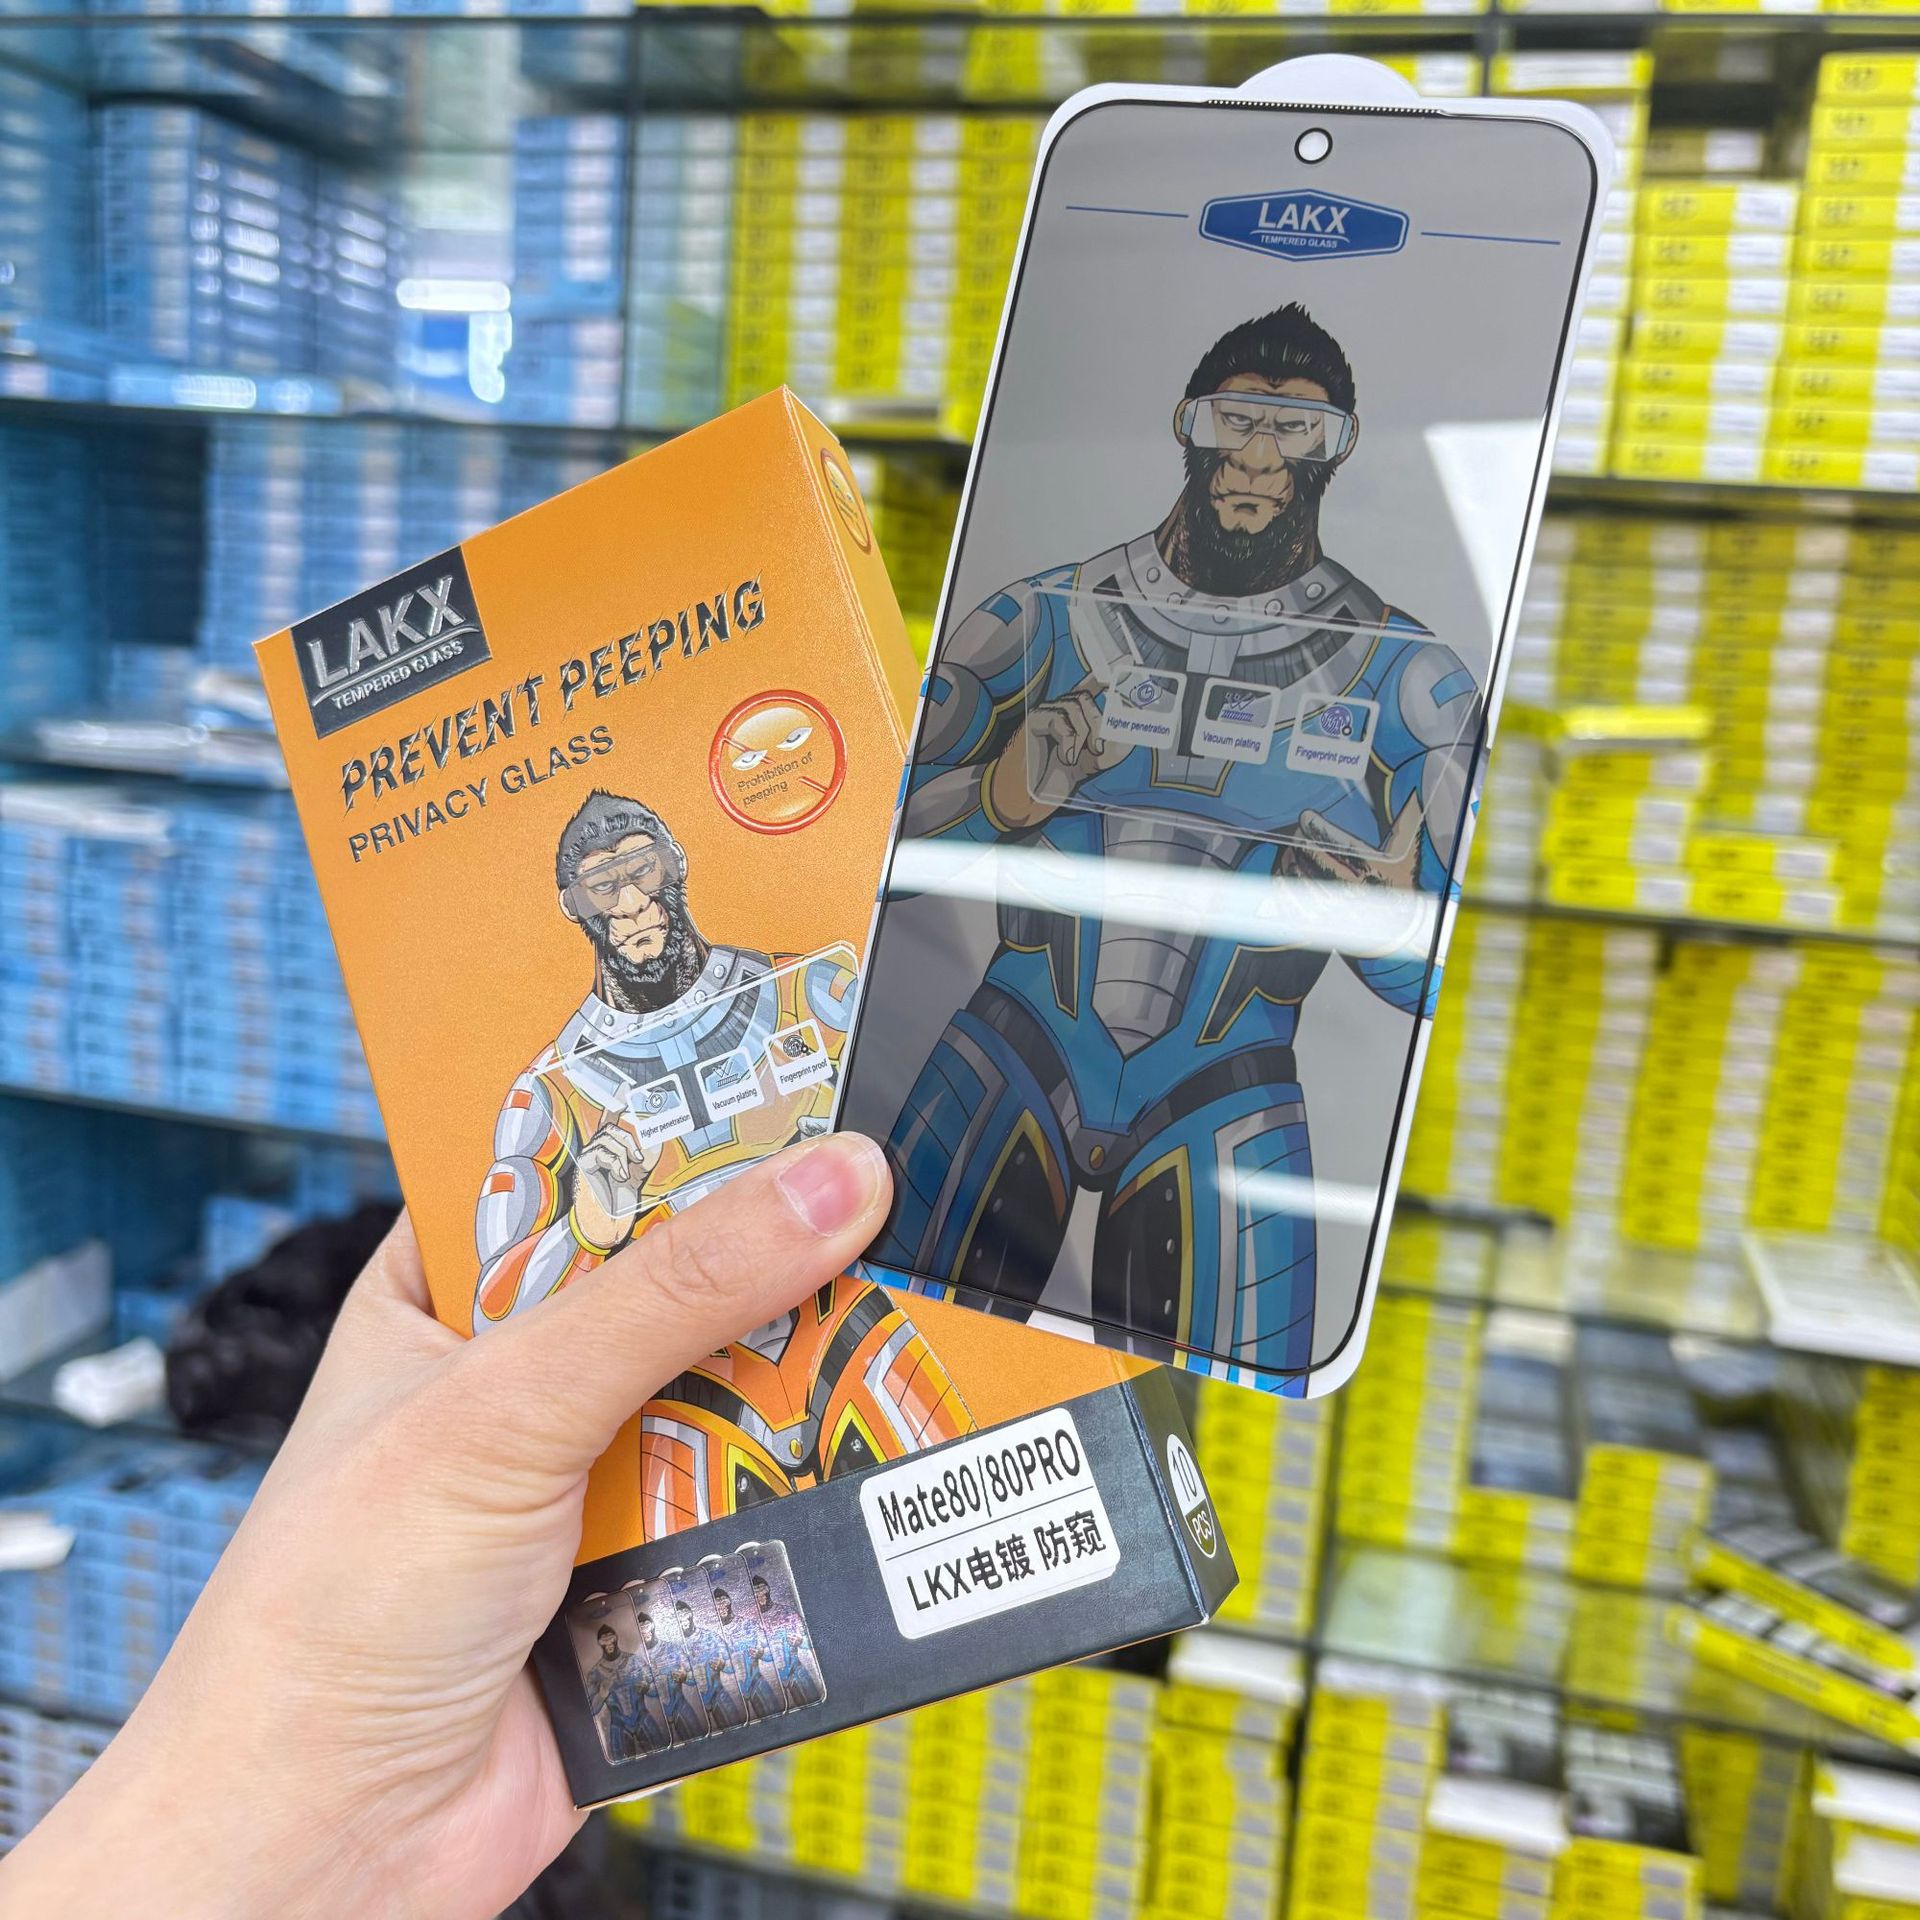 LAKX
TEMPERED GLASS
PREVENT PEEPING
PRIVACY GLASS
Prohibition of
peeping
Higher penetration
Vacuum plating
Fingerprint proof
Mate80/80PRO
LKX电镀 防窥
10
PCS
LAKX
TEMPERED GLASS
Higher penetration
Vacuum plating
Fingerprint proof